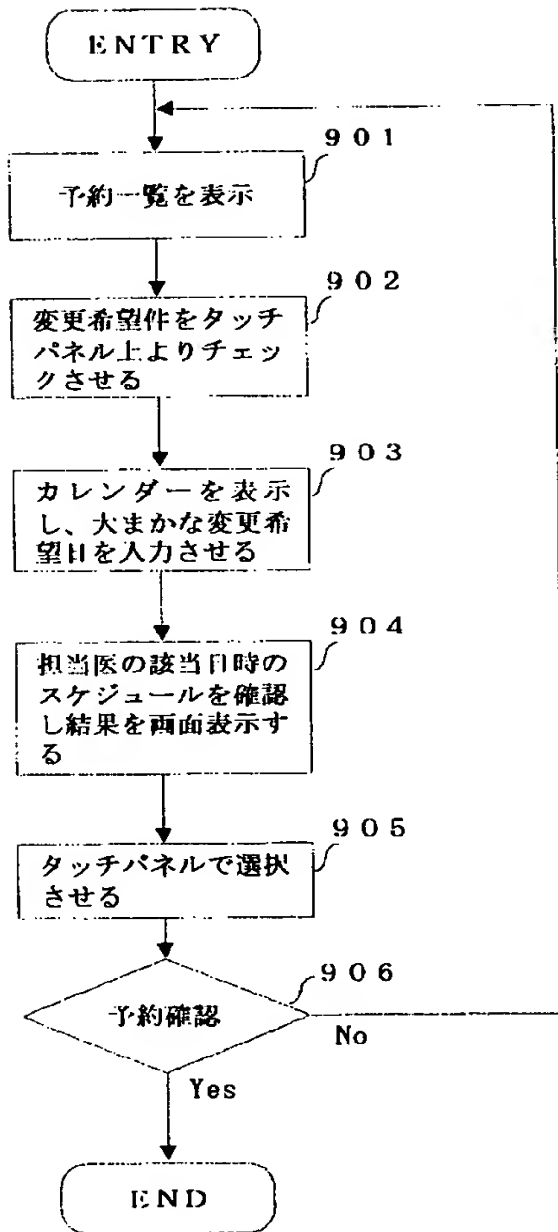 ENTRY
901
予約一覧を表示
902
変更希望件をタッチ
パネル上よりチェッ
クさせる
903
カレンダーを表示
し、大まかな変更希
望日を入力させる
904
担当医の該当日時の
スケジュールを確認
し結果を画面表示す
る
905
タッチパネルで選択
させる
906
予約確認
No
Yes
END